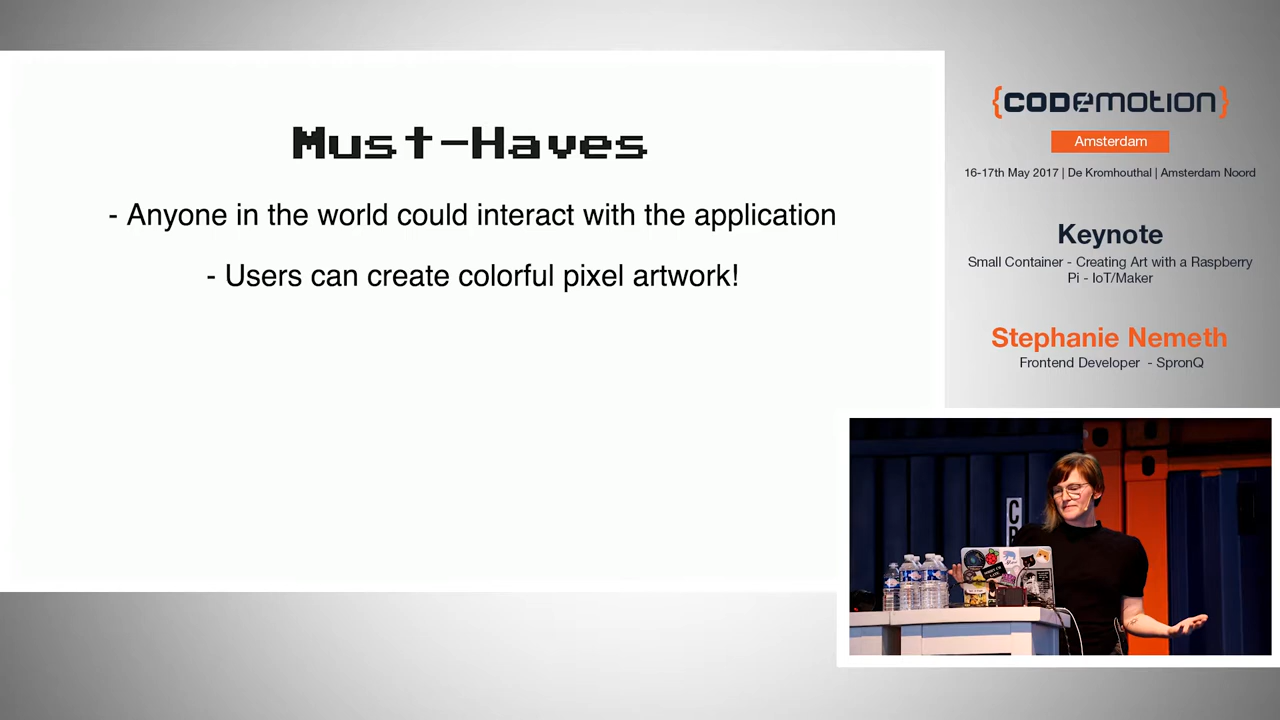 Must-Haves
- Anyone in the world could interact with the application
- Users can create colorful pixel artwork!
{CODEMOTION}
Amsterdam
16-17th May 2017 | De Kromhouthal | Amsterdam Noord
Keynote
Small Container - Creating Art with a Raspberry
Pi - IoT/Maker
Stephanie Nemeth
Frontend Developer - SpronQ